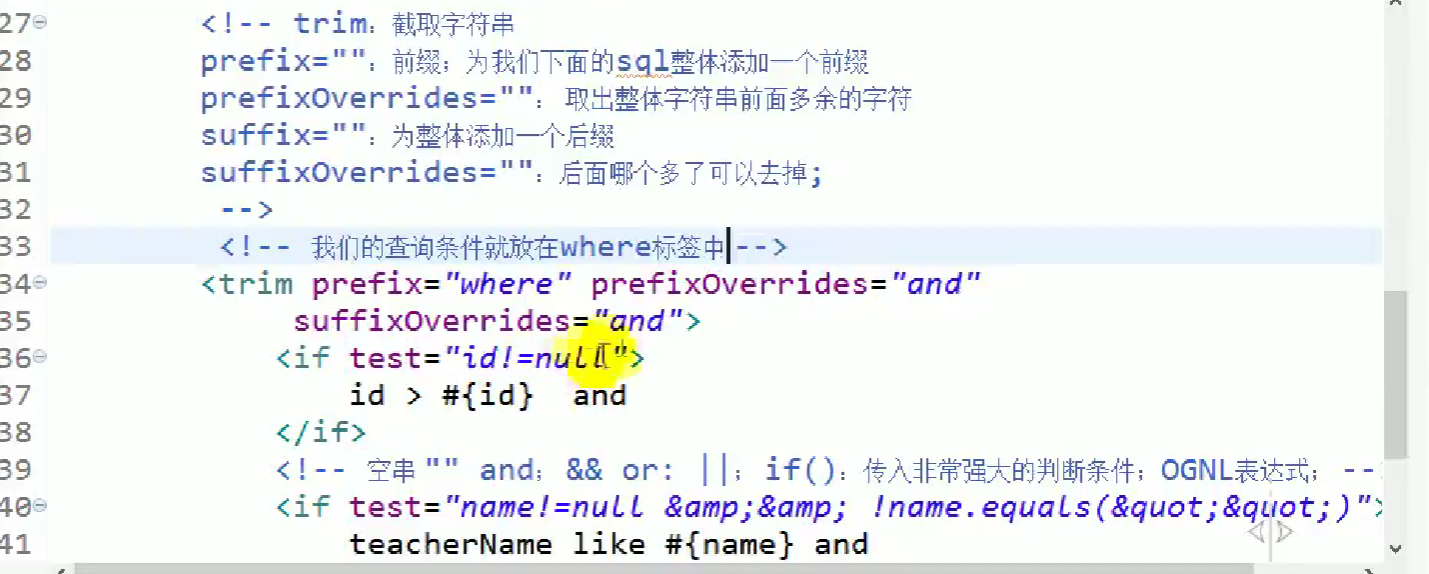 27 <!-- trim：截取字符串
28 prefix=""：前缀；为我们下面的sql整体添加一个前缀
29 prefixOverrides=""： 取出整体字符串前面多余的字符
30 suffix=""：为整体添加一个后缀
31 suffixOverrides=""：后面哪个多了可以去掉;
32 -->
33 <!-- 我们的查询条件就放在where标签中-->
34 <trim prefix="where" prefixOverrides="and"
35 suffixOverrides="and">
36 <if test="id!=null">
37 id > #{id}  and
38 </if>
39 <!-- 空串 "" and； && or: ||； if()：传入非常强大的判断条件；OGNL表达式； --
40 <if test="name!=null &amp;&amp; !name.equals(&quot;&quot;)">
41 teacherName like #{name} and